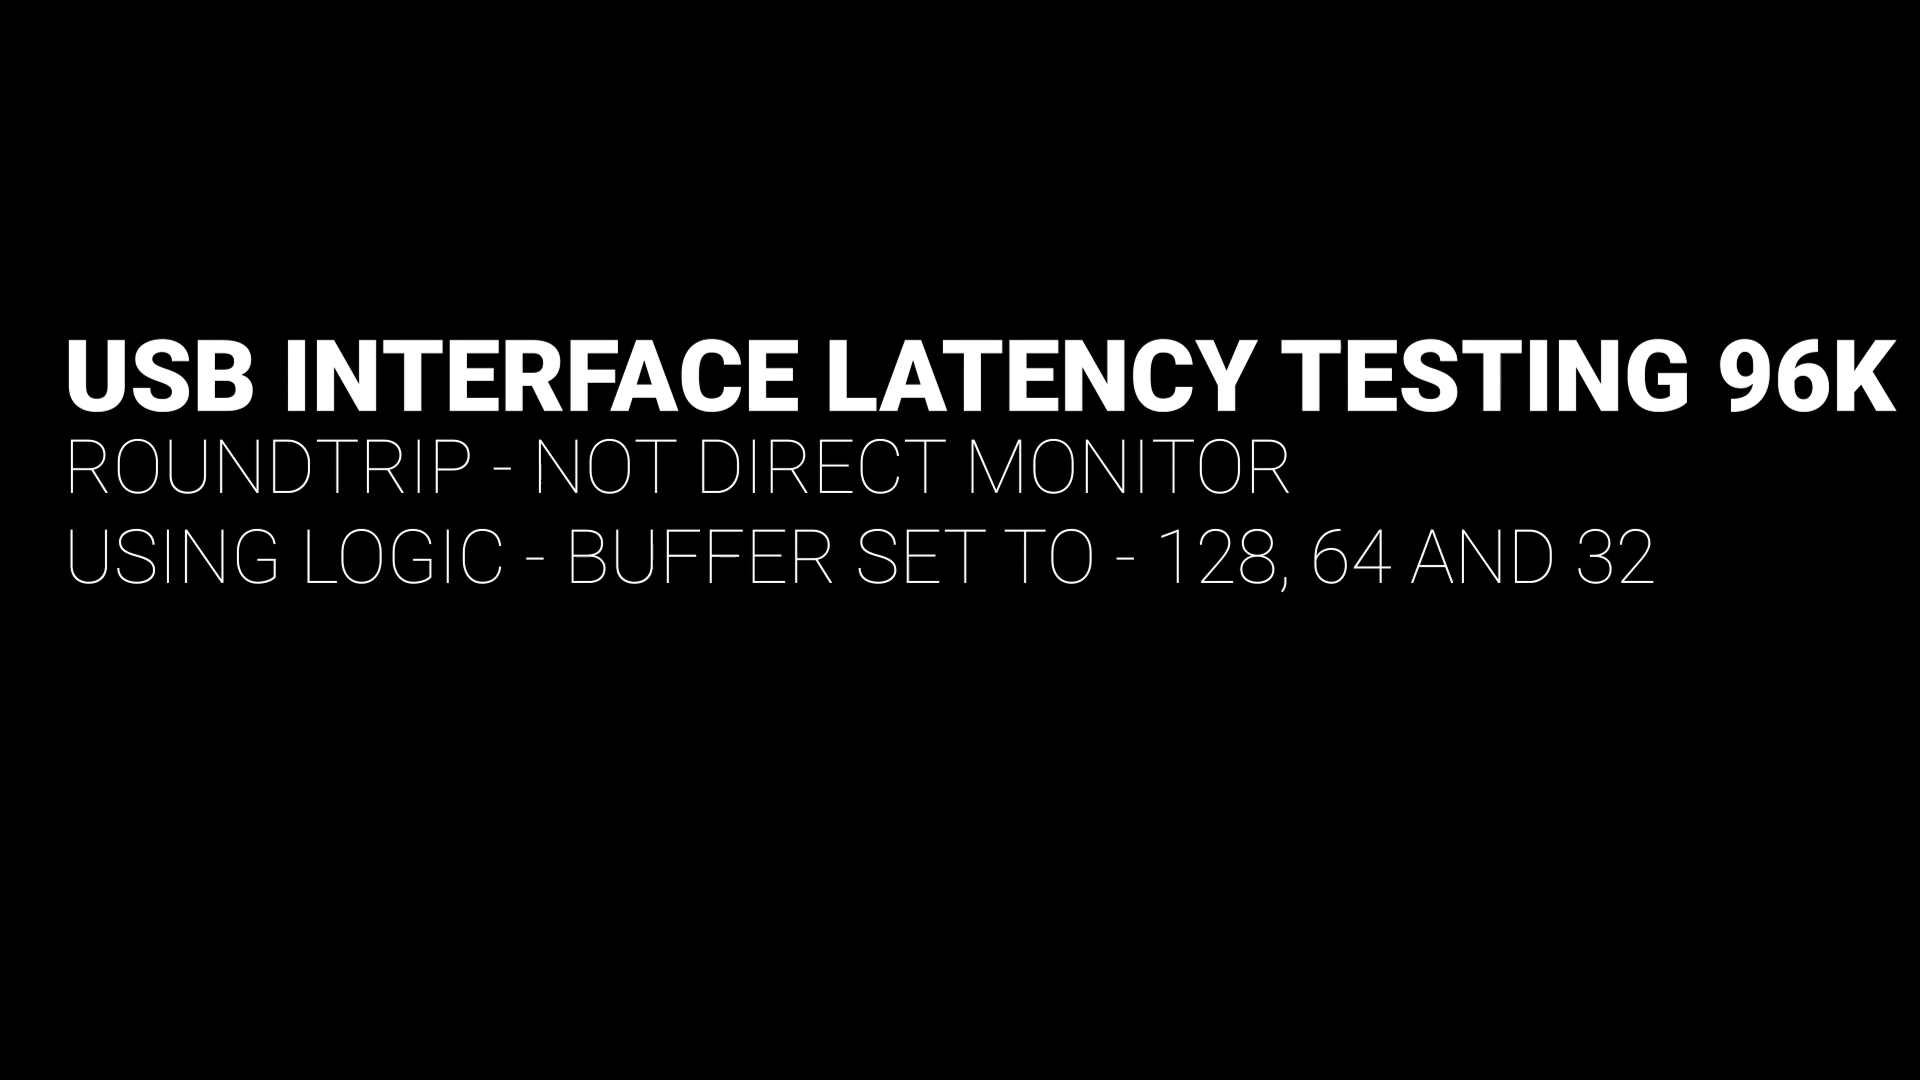 USB INTERFACE LATENCY TESTING 96K
ROUNDTRIP - NOT DIRECT MONITOR
USING LOGIC - BUFFER SET TO - 128, 64 AND 32